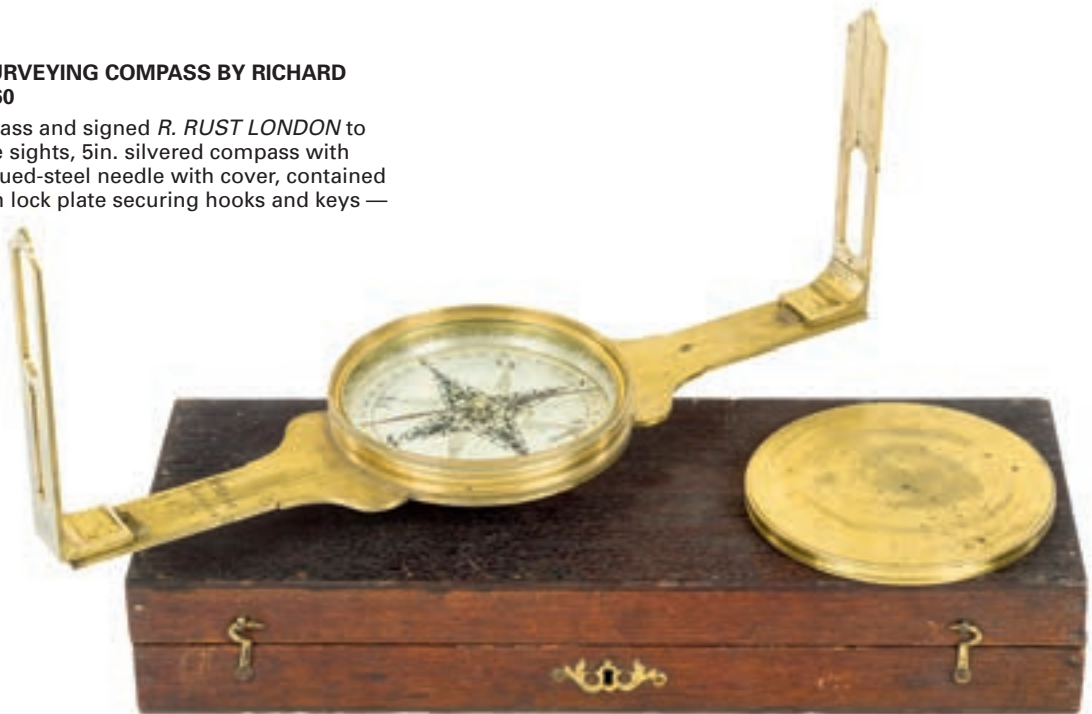 URVEYING COMPASS BY RICHARD
60
ass and signed R. RUST LONDON to
e sights, 5in. silvered compass with
ued-steel needle with cover, contained
n lock plate securing hooks and keys —